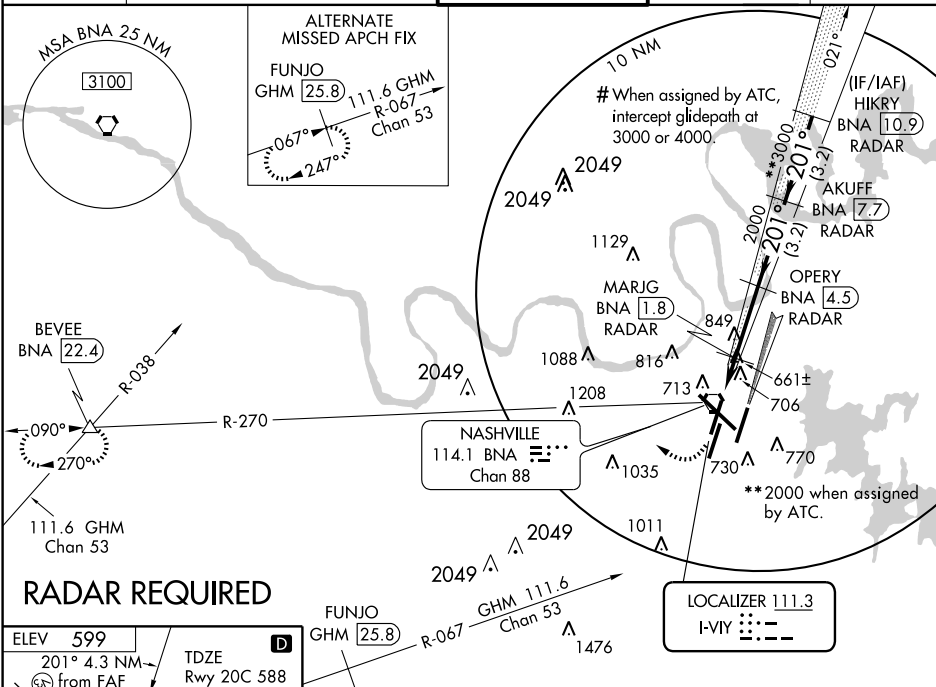 MSA BNA 25 NM
3100
ALTERNATE
MISSED APCH FIX
FUNJO
GHM 25.8
111.6 GHM
R-067
Chan 53
067°
247°
10 NM
# When assigned by ATC,
intercept glidepath at
3000 or 4000.
021°
(IF/IAF)
HIKRY
BNA 10.9
RADAR
**3000
201°
(3.2)
AKUFF
BNA 7.7
RADAR
2000
201°
(3.2)
OPERY
BNA 4.5
RADAR
2049
2049
1129
MARJG
BNA 1.8
RADAR
849
1088
816
661±
713
706
BEVEE
BNA 22.4
R-038
2049
1208
R-270
090°
270°
NASHVILLE
114.1 BNA
Chan 88
1035
730
770
**2000 when assigned
by ATC.
111.6 GHM
Chan 53
2049
2049
1011
RADAR REQUIRED
FUNJO
GHM 25.8
R-067
GHM 111.6
Chan 53
1476
LOCALIZER 111.3
I-VIY
ELEV 599
D
201° 4.3 NM
from FAF
TDZE
Rwy 20C 588